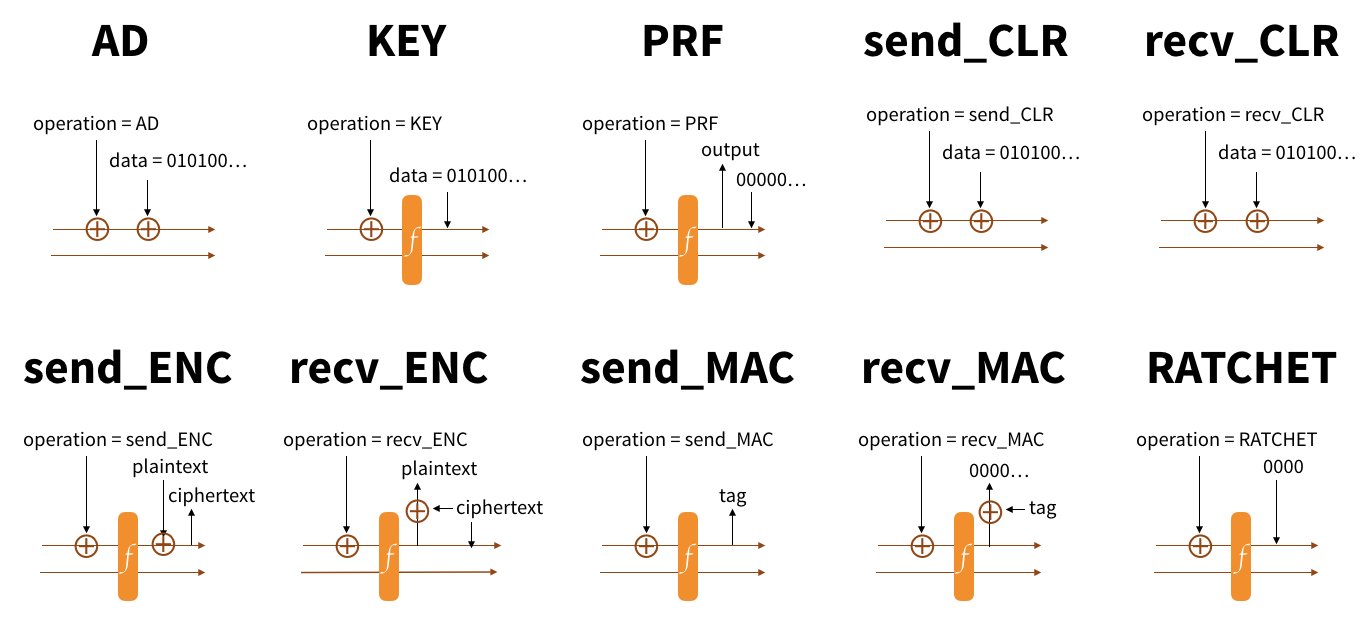 AD
KEY
PRF
send_CLR
recv_CLR
operation = AD
data = 010100…
f
operation = KEY
data = 010100…
f
operation = PRF
output
00000…
operation = send_CLR
data = 010100…
operation = recv_CLR
data = 010100…
send_ENC
recv_ENC
send_MAC
recv_MAC
RATCHET
operation = send_ENC
plaintext
ciphertext
f
operation = recv_ENC
plaintext
ciphertext
f
operation = send_MAC
tag
f
operation = recv_MAC
0000…
tag
f
operation = RATCHET
0000
f